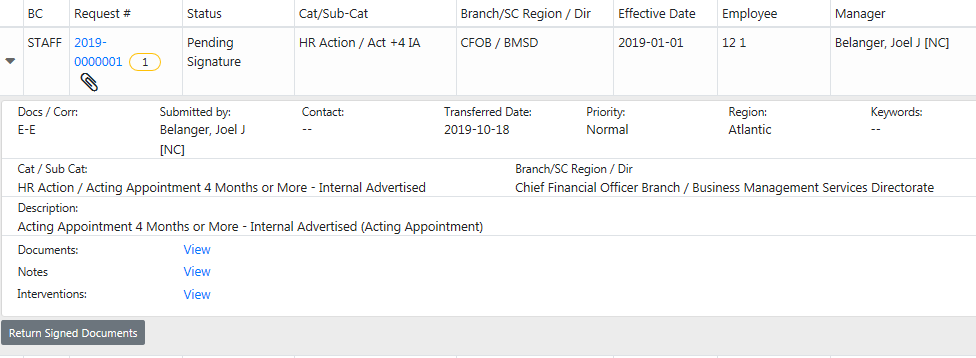 BC Request # Status Cat/Sub-Cat Branch/SC Region / Dir Effective Date Employee Manager
STAFF 2019- Pending HR Action / Act +4 IA CFOB / BMSD 2019-01-01 12 1 Belanger, Joel J [NC]
0000001 1 Signature
Docs / Corr: Submitted by: Contact: Transferred Date: Priority: Region: Keywords:
E-E Belanger, Joel J -- 2019-10-18 Normal Atlantic --
[NC]
Cat / Sub Cat: Branch/SC Region / Dir
HR Action / Acting Appointment 4 Months or More - Internal Advertised Chief Financial Officer Branch / Business Management Services Directorate
Description:
Acting Appointment 4 Months or More - Internal Advertised (Acting Appointment)
Documents: View
Notes View
Interventions: View
Return Signed Documents